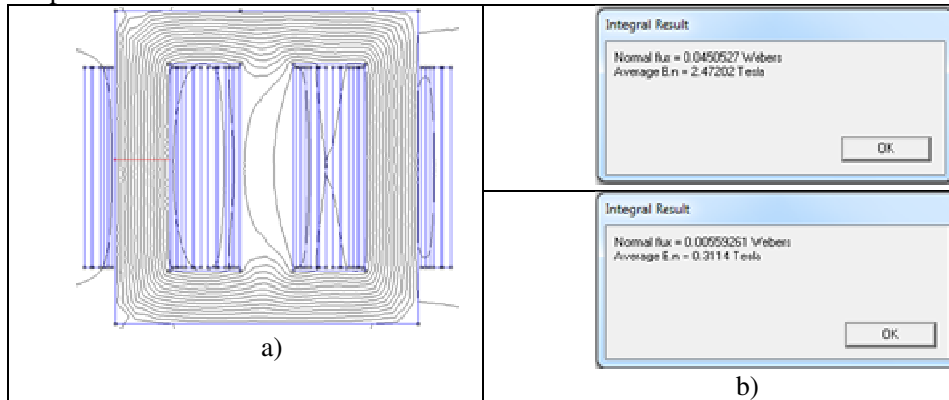 Integral Result
Normal flux = 0.0450527 Webers
Average B.n = 2.47202 Tesla
OK
Integral Result
Normal flux = 0.00559261 Webers
Average B.n = 0.3114 Tesla
OK
a)
b)